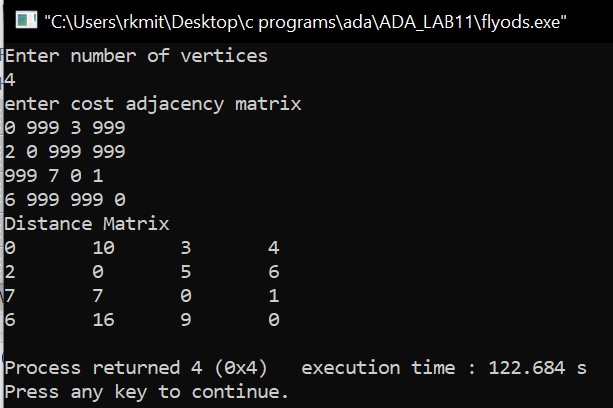 "C:\Users\rkmit\Desktop\c programs\ada\ADA_LAB11\flyods.exe"
Enter number of vertices
4
enter cost adjacency matrix
0 999 3 999
2 0 999 999
999 7 0 1
6 999 999 0
Distance Matrix
0 10 3 4
2 0 5 6
7 7 0 1
6 16 9 0
Process returned 4 (0x4) execution time : 122.684 s
Press any key to continue.